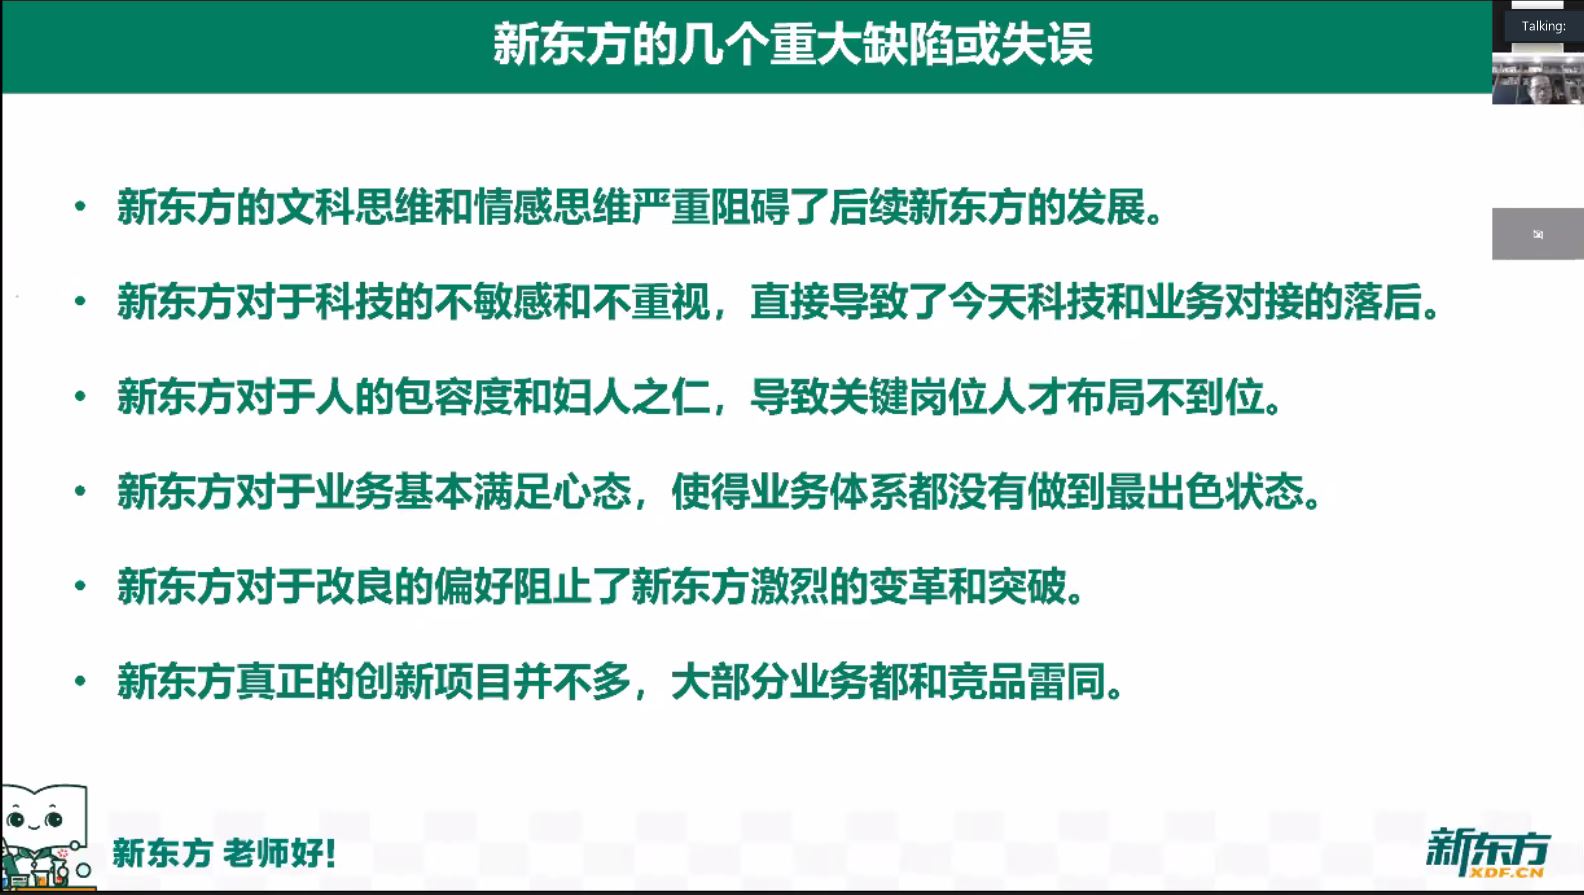 新东方的几个重大缺陷或失误
Talking:
• 新东方的文科思维和情感思维严重阻碍了后续新东方的发展。
• 新东方对于科技的不敏感和不重视，直接导致了今天科技和业务对接的落后。
• 新东方对于人的包容度和妇人之仁，导致关键岗位人才布局不到位。
• 新东方对于业务基本满足心态，使得业务体系都没有做到最出色状态。
• 新东方对于改良的偏好阻止了新东方激烈的变革和突破。
• 新东方真正的创新项目并不多，大部分业务都和竞品雷同。
新东方 老师好!
新东方
XDF.CN